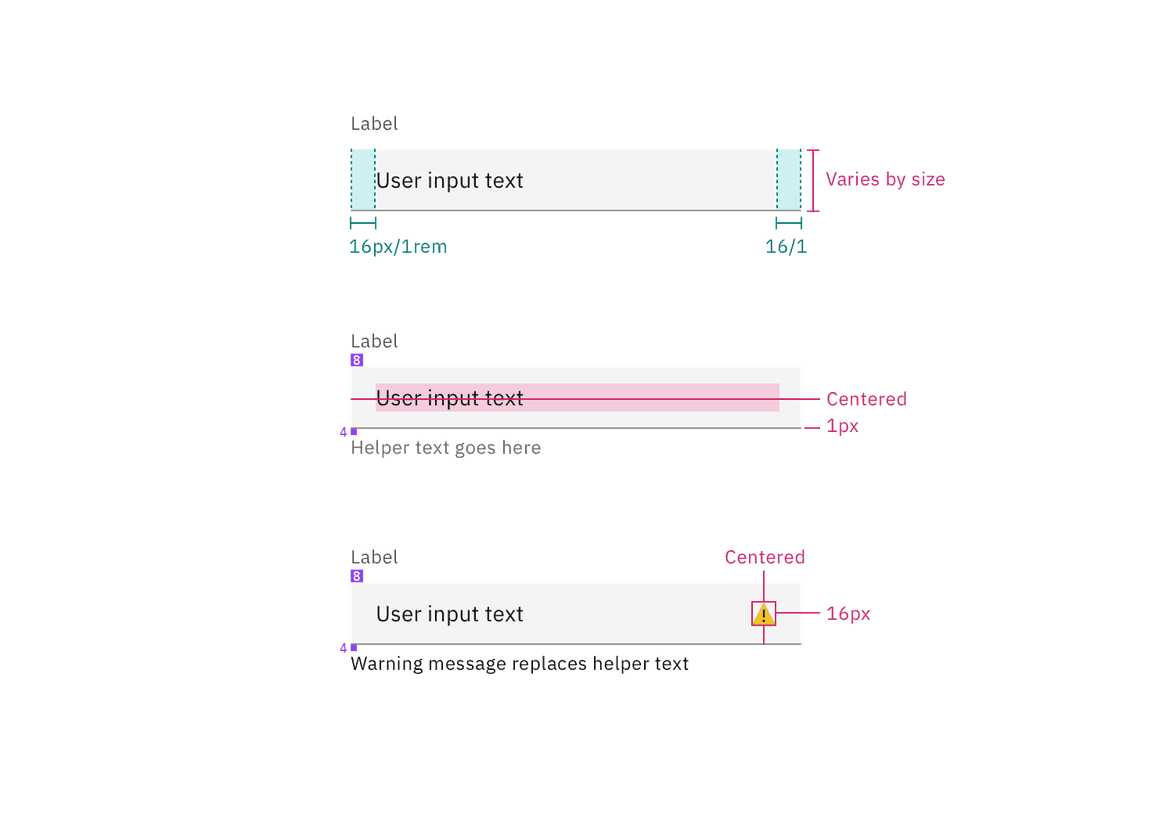 Label
User input text
Varies by size
16px/1rem
16/1
Label
8
User input text
Centered
1px
4
Helper text goes here
Label
Centered
8
User input text
!
16px
4
Warning message replaces helper text